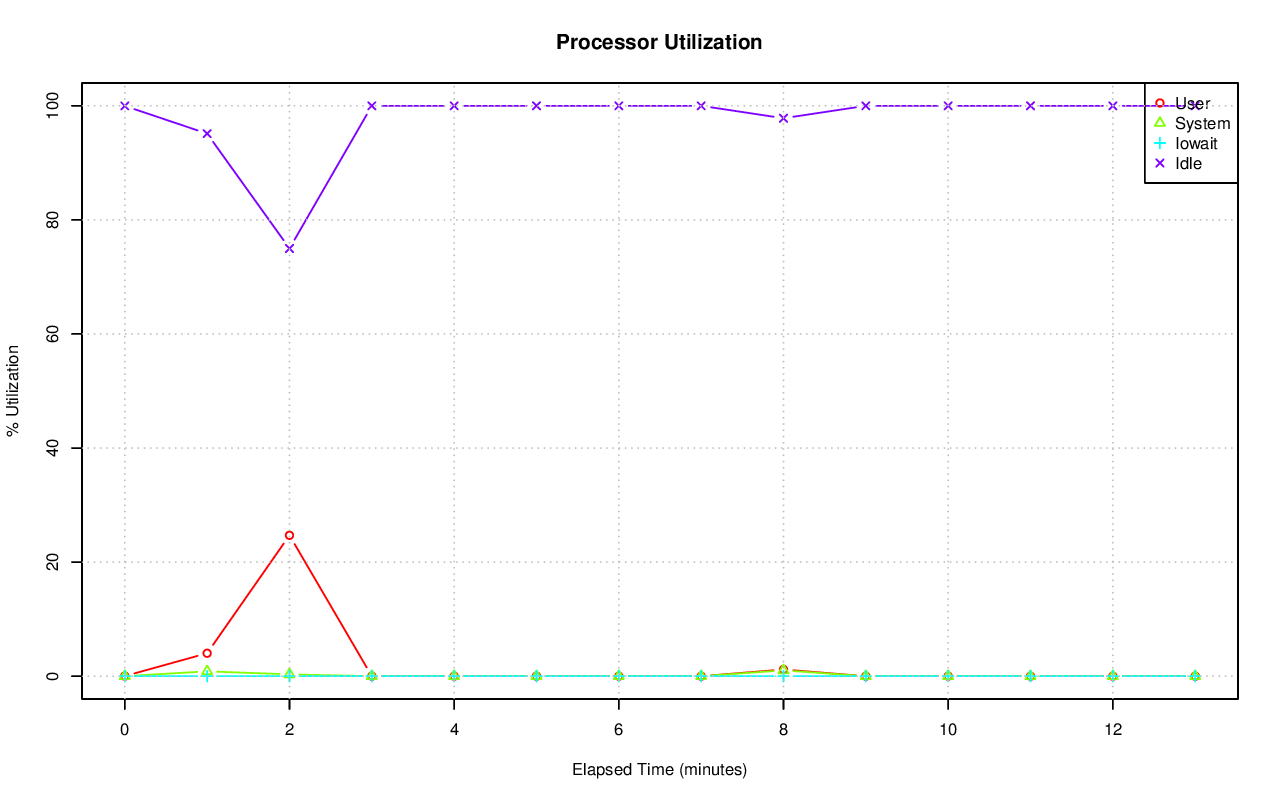 Processor Utilization
100
80
60
40
20
0
% Utilization
User
System
Iowait
Idle
0 2 4 6 8 10 12
Elapsed Time (minutes)